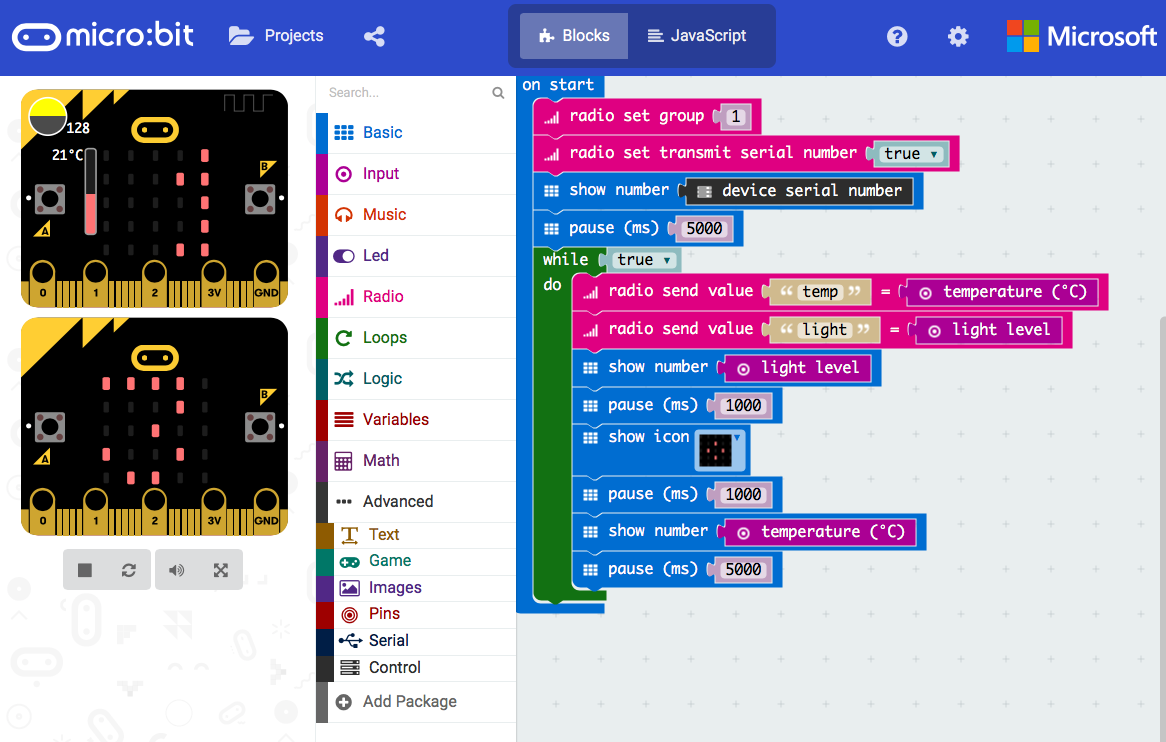 micro:bit Projects Blocks JavaScript ? Microsoft
128
21°C
B
A
0 1 2 3V GND
B
A
0 1 2 3V GND
Search...
Basic
Input
Music
Led
Radio
Loops
Logic
Variables
Math
Advanced
Text
Game
Images
Pins
Serial
Control
Add Package
on start
radio set group 1
radio set transmit serial number true
show number device serial number
pause (ms) 5000
while true
do
radio send value “ temp ” = temperature (°C)
radio send value “ light ” = light level
show number light level
pause (ms) 1000
show icon
pause (ms) 1000
show number temperature (°C)
pause (ms) 5000